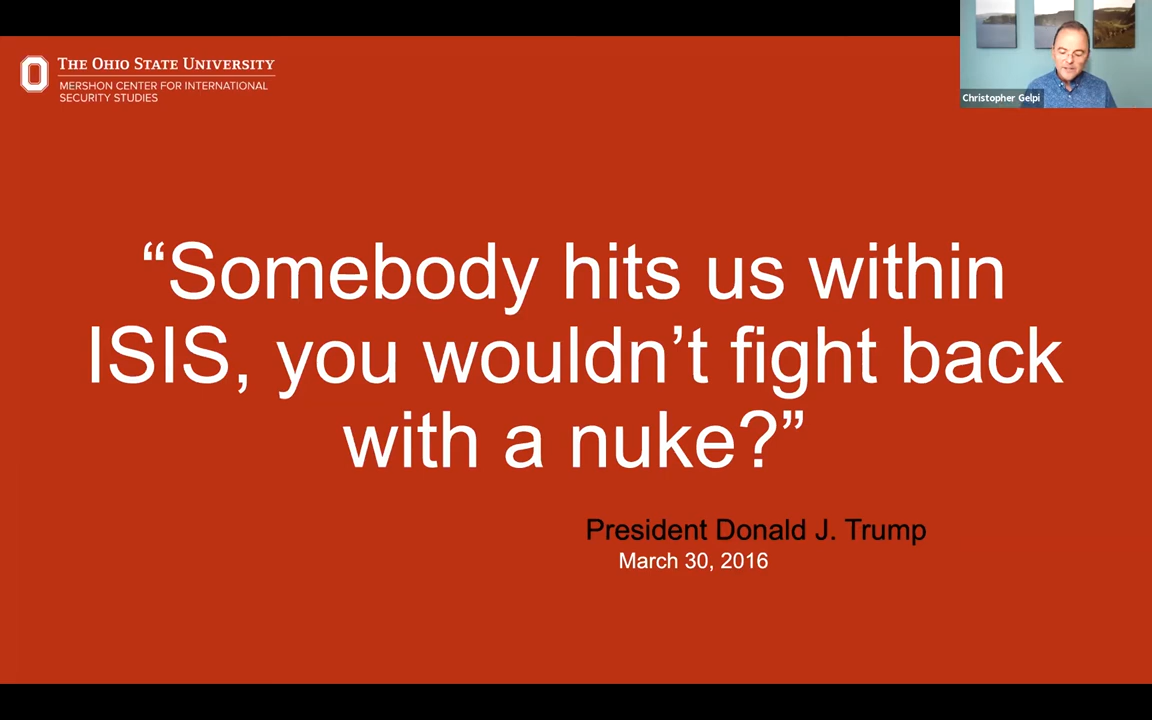 THE OHIO STATE UNIVERSITY
MERSHON CENTER FOR INTERNATIONAL
SECURITY STUDIES
Christopher Gelpi
“Somebody hits us within
ISIS, you wouldn’t fight back
with a nuke?”
President Donald J. Trump
March 30, 2016